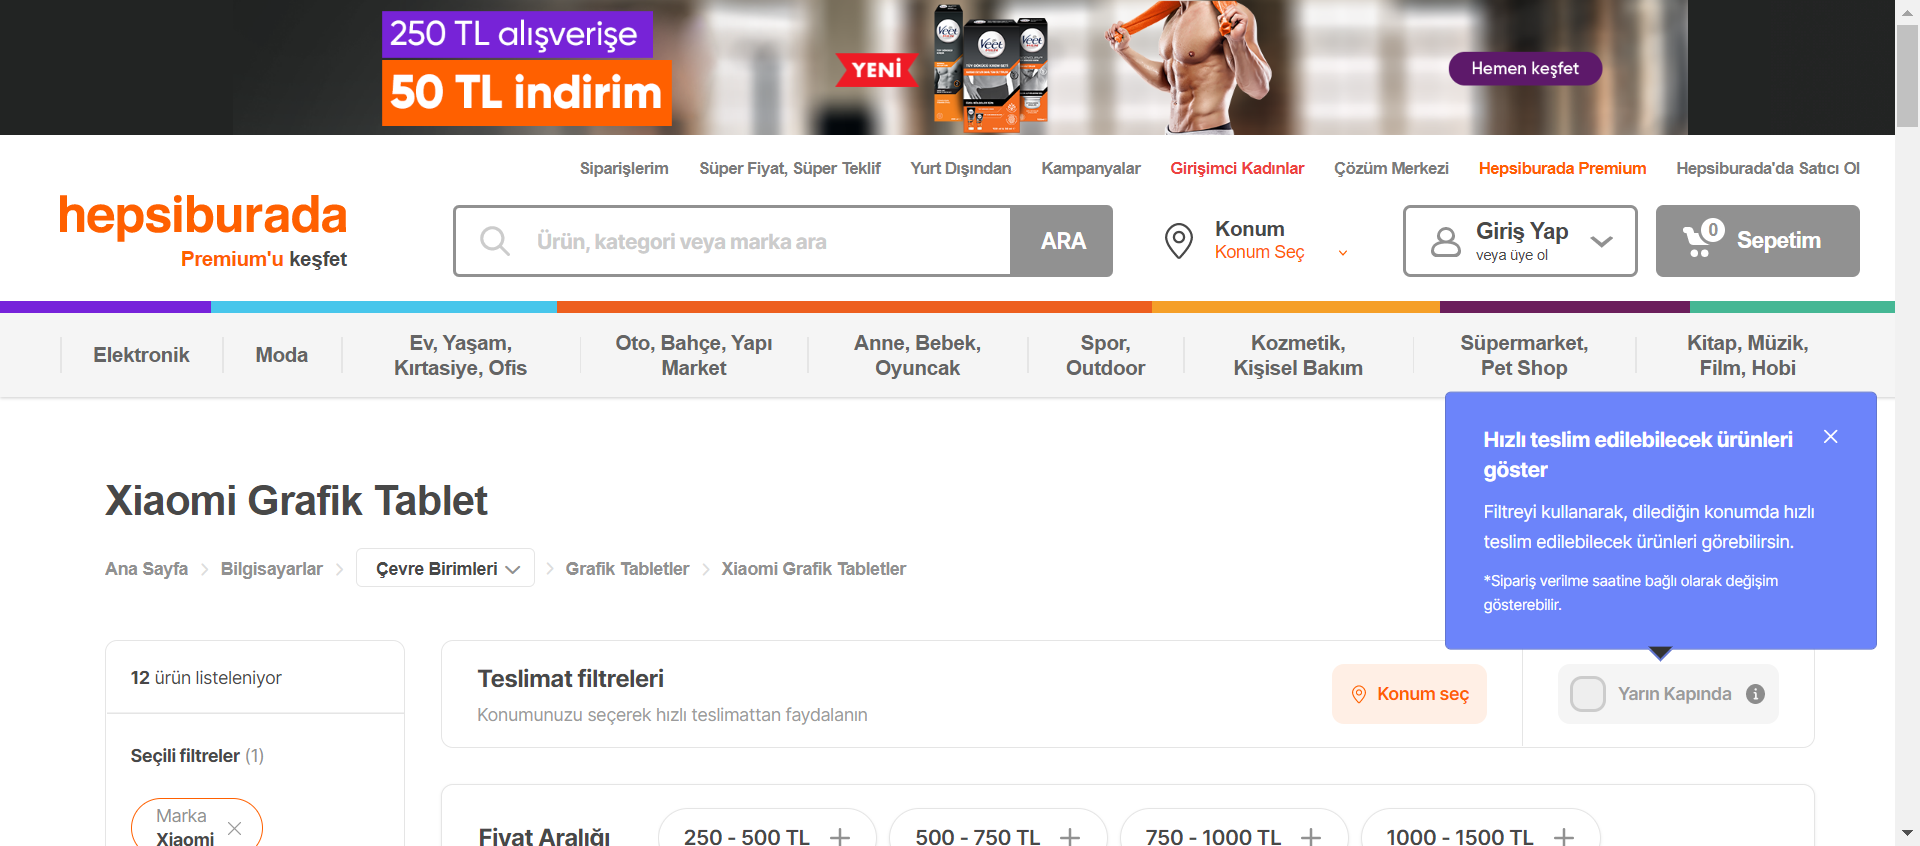 250 TL alışverişe
50 TL indirim
YENİ
Veet
Veet
Veet
Hemen keşfet
Siparişlerim
Süper Fiyat, Süper Teklif
Yurt Dışından
Kampanyalar
Girişimci Kadınlar
Çözüm Merkezi
Hepsiburada Premium
Hepsiburada'da Satıcı Ol
hepsiburada
Premium'u keşfet
Ürün, kategori veya marka ara
ARA
Konum
Konum Seç
Giriş Yap
veya üye ol
0
Sepetim
Elektronik
Moda
Ev, Yaşam,
Kırtasiye, Ofis
Oto, Bahçe, Yapı
Market
Anne, Bebek,
Oyuncak
Spor,
Outdoor
Kozmetik,
Kişisel Bakım
Süpermarket,
Pet Shop
Kitap, Müzik,
Film, Hobi
Hızlı teslim edilebilecek ürünleri
göster
Filtreyi kullanarak, dilediğin konumda hızlı
teslim edilebilecek ürünleri görebilirsin.
*Sipariş verilme saatine bağlı olarak değişim
gösterebilir.
Xiaomi Grafik Tablet
Ana Sayfa
Bilgisayarlar
Çevre Birimleri
Grafik Tabletler
Xiaomi Grafik Tabletler
12 ürün listeleniyor
Seçili filtreler (1)
Marka
Xiaomi
Teslimat filtreleri
Konumunuzu seçerek hızlı teslimattan faydalanın
Konum seç
Yarın Kapında
Fiyat Aralığı
250 - 500 TL
500 - 750 TL
750 - 1000 TL
1000 - 1500 TL